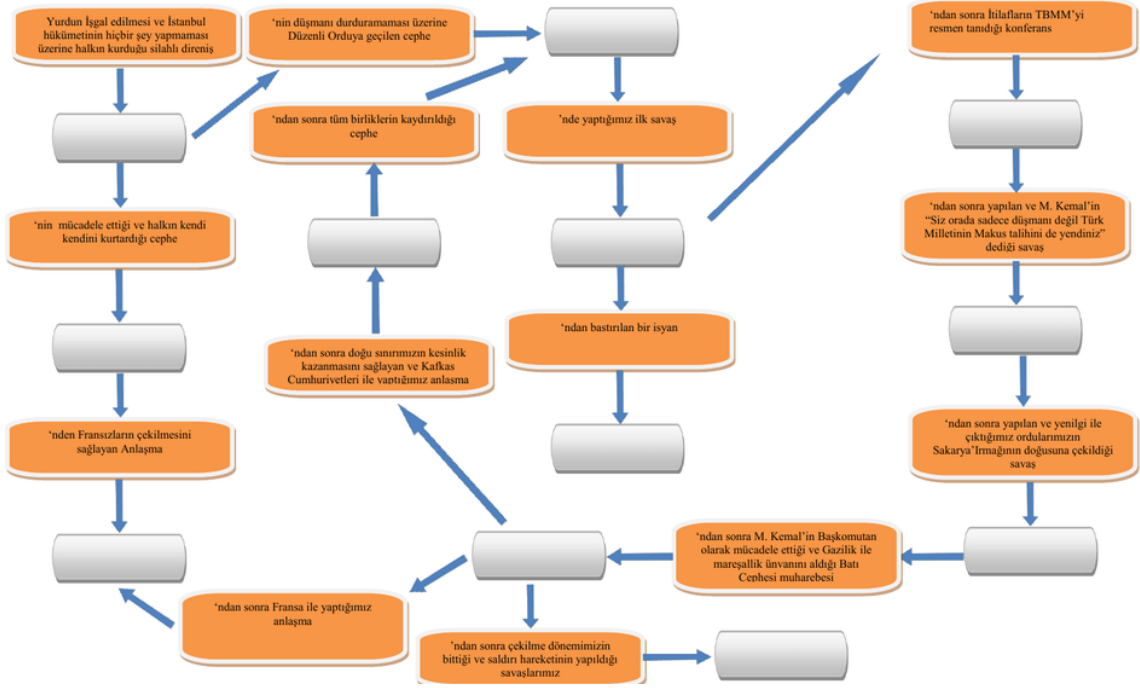 Yurdun İşgal edilmesi ve İstanbul
hükümetinin hiçbir şey yapmaması
üzerine halkın kurduğu silahlı direniş
‘nin düşmanı durduramaması üzerine
Düzenli Orduya geçilen cephe
‘ndan sonra İtilafların TBMM’yi
resmen tanıdığı konferans
‘ndan sonra tüm birliklerin kaydırıldığı
cephe
’nde yaptığımız ilk savaş
‘nin mücadele ettiği ve halkın kendi
kendini kurtardığı cephe
‘ndan sonra yapılan ve M. Kemal’in
“Siz orada sadece düşmanı değil Türk
Milletinin Makus talihini de yendiniz”
dediği savaş
‘ndan sonra doğu sınırımızın kesinlik
kazanmasını sağlayan ve Kafkas
Cumhuriyetleri ile yaptığımız anlaşma
‘ndan bastırılan bir isyan
‘nden Fransızların çekilmesini
sağlayan Anlaşma
‘ndan sonra yapılan ve yenilgi ile
çıktığımız ordularımızın
Sakarya’Irmağının doğusuna çekildiği
savaş
‘ndan sonra M. Kemal’in Başkomutan
olarak mücadele ettiği ve Gazilik ile
mareşallik ünvanını aldığı Batı
Cephesi muharebesi
‘ndan sonra Fransa ile yaptığımız
anlaşma
‘ndan sonra çekilme dönemimizin
bittiği ve saldırı hareketinin yapıldığı
savaşlarımız